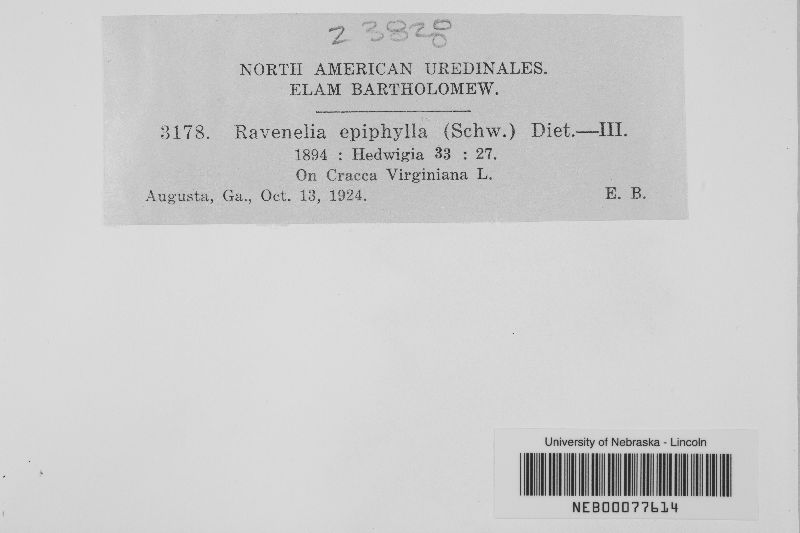 23828
NORTH AMERICAN UREDINALES.
ELAM BARTHOLOMEW.
3178. Ravenelia epiphylla (Schw.) Diet.—III.
1894 : Hedwigia 33 : 27.
On Cracca Virginiana L.
Augusta, Ga., Oct. 13, 1924. E. B.
University of Nebraska - Lincoln
NEB00077614